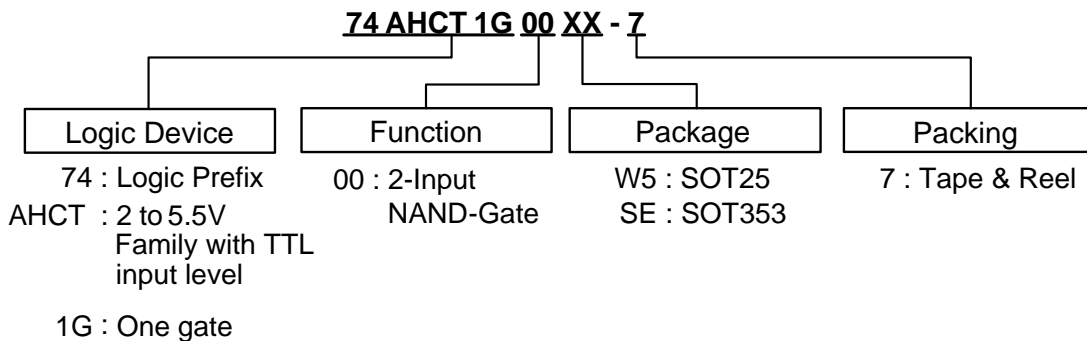 74 AHCT 1G 00 XX - 7
Logic Device
74 : Logic Prefix
AHCT : 2 to 5.5V
Family with TTL
input level
1G : One gate
Function
00 : 2-Input
NAND-Gate
Package
W5 : SOT25
SE : SOT353
Packing
7 : Tape & Reel